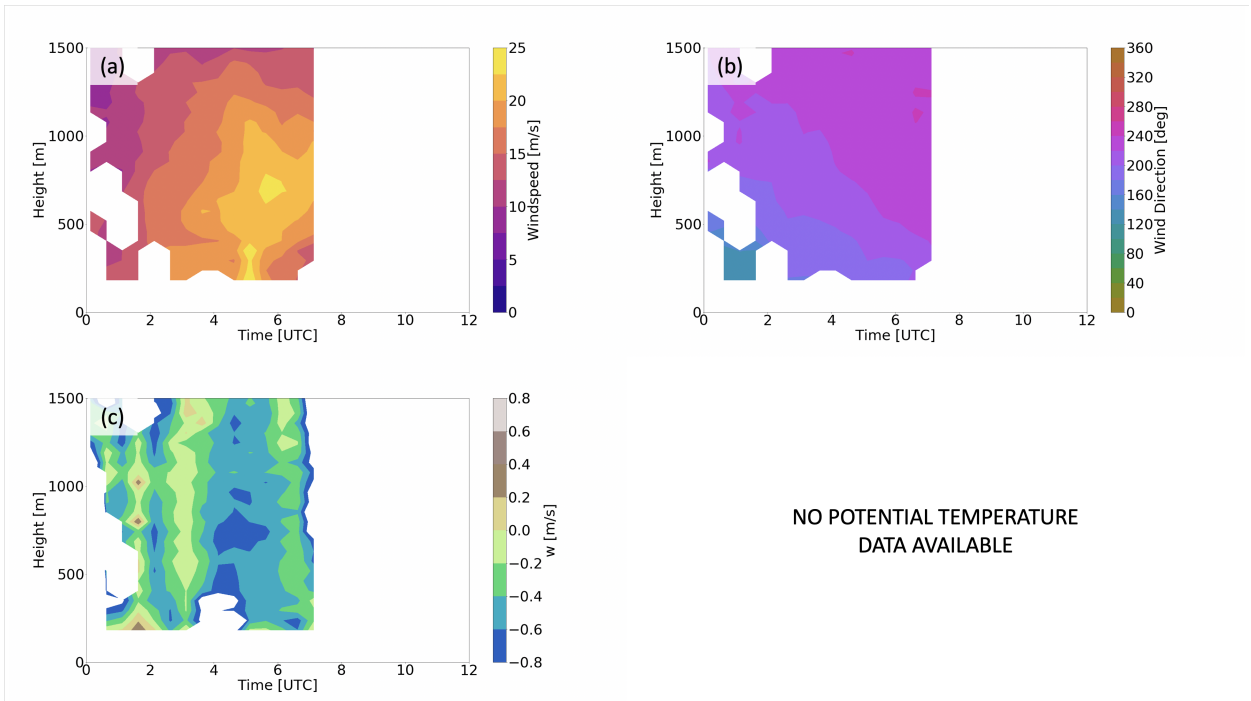 (a)
1500
1000
500
0
Height [m]
0 2 4 6 8 10 12
Time [UTC]
25
20
15
10
5
0
Windspeed [m/s]
(b)
1500
1000
500
0
Height [m]
0 2 4 6 8 10 12
Time [UTC]
360
320
280
240
200
160
120
80
40
0
Wind Direction [deg]
(c)
1500
1000
500
0
Height [m]
0 2 4 6 8 10 12
Time [UTC]
0.8
0.6
0.4
0.2
0.0
−0.2
−0.4
−0.6
−0.8
w [m/s]
NO POTENTIAL TEMPERATURE
DATA AVAILABLE